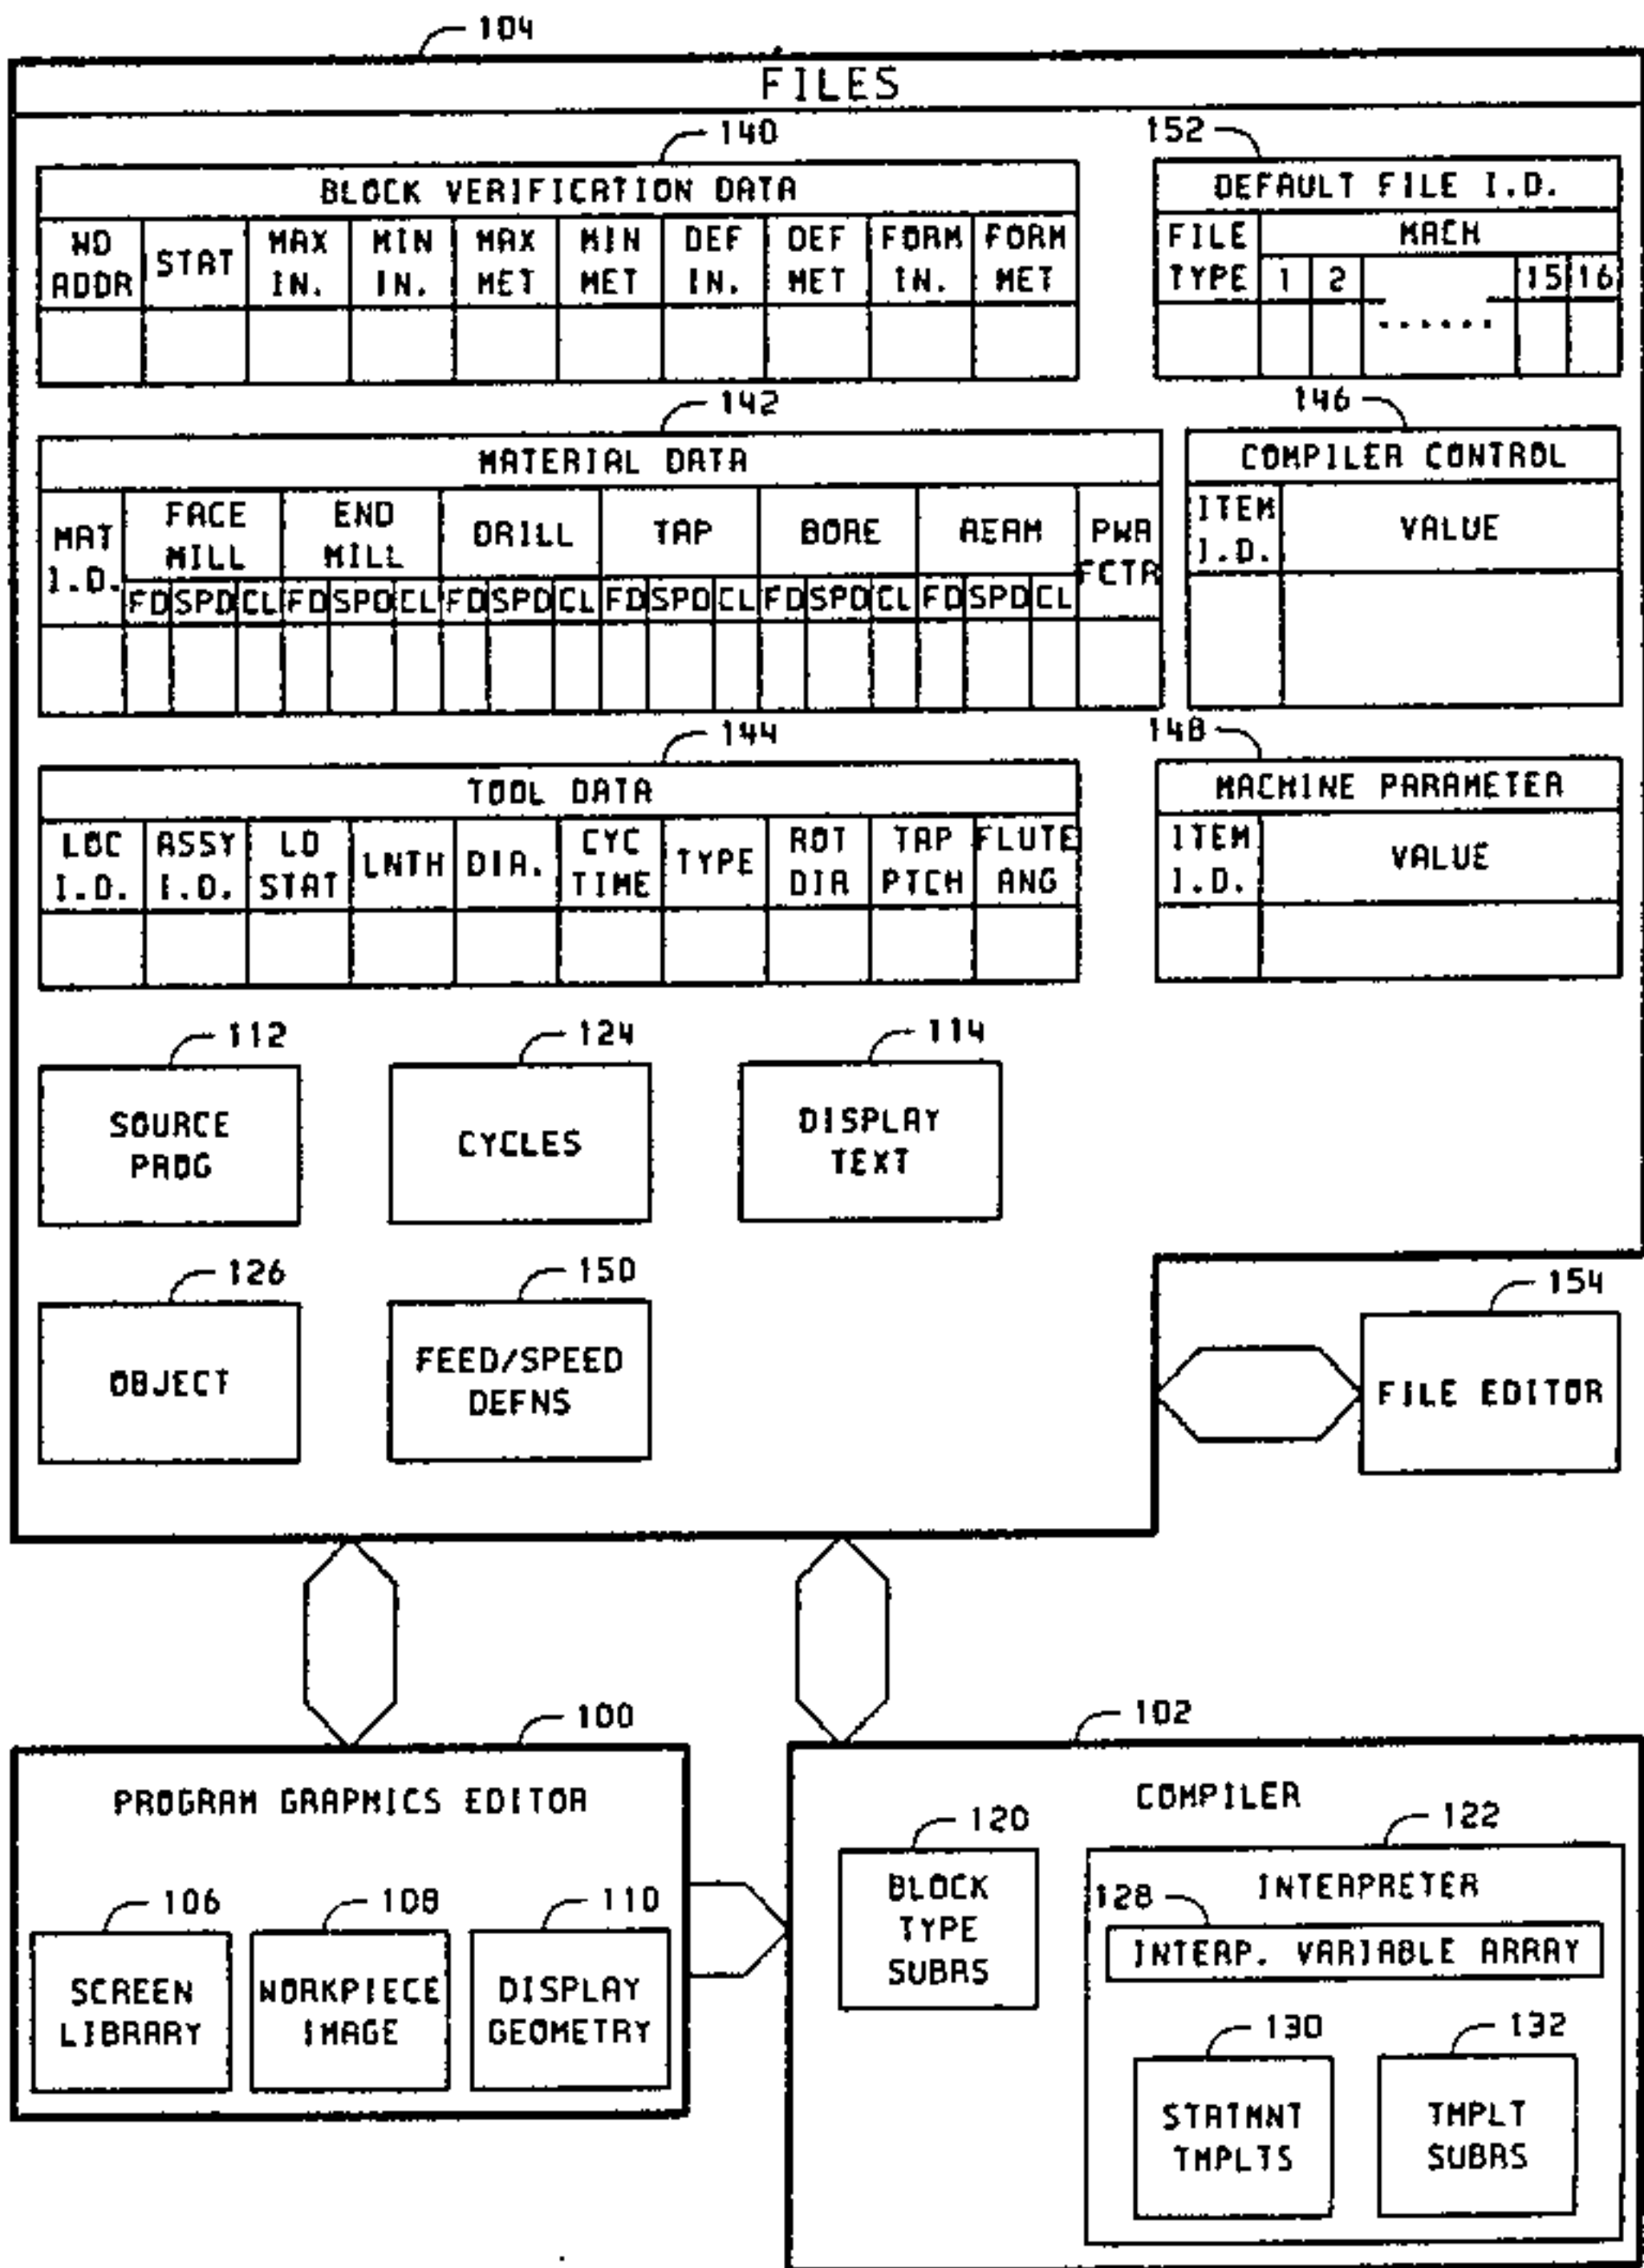 104
FILES
140
152
BLOCK VERIFICATION DATA
DEFAULT FILE I.D.
WD ADDR
STAT
MAX IN.
MIN IN.
MAX MET
MIN MET
DEF IN.
DEF MET
FORM IN.
FORM MET
FILE TYPE
MACH
1 2 ...... 15 16
142
146
MATERIAL DATA
COMPILER CONTROL
MAT I.D.
FACE MILL
END MILL
DRILL
TAP
BORE
REAM
PWR FCTR
FD SPD CL FD SPD CL FD SPD CL FD SPD CL FD SPD CL FD SPD CL
ITEM I.D.
VALUE
144
148
TOOL DATA
MACHINE PARAMETER
LOC I.D.
ASSY I.D.
LD STAT
LNTH
DIA.
CYC TIME
TYPE
ROT DIR
TAP PTCH
FLUTE ANG
ITEM I.D.
VALUE
112
124
114
SOURCE PROG
CYCLES
DISPLAY TEXT
126
150
154
OBJECT
FEED/SPEED DEFNS
FILE EDITOR
100
102
PROGRAM GRAPHICS EDITOR
COMPILER
106
108
110
SCREEN LIBRARY
WORKPIECE IMAGE
DISPLAY GEOMETRY
120
122
BLOCK TYPE SUBRS
INTERPRETER
128
INTERP. VARIABLE ARRAY
130
132
STATMNT TMPLTS
TMPLT SUBRS